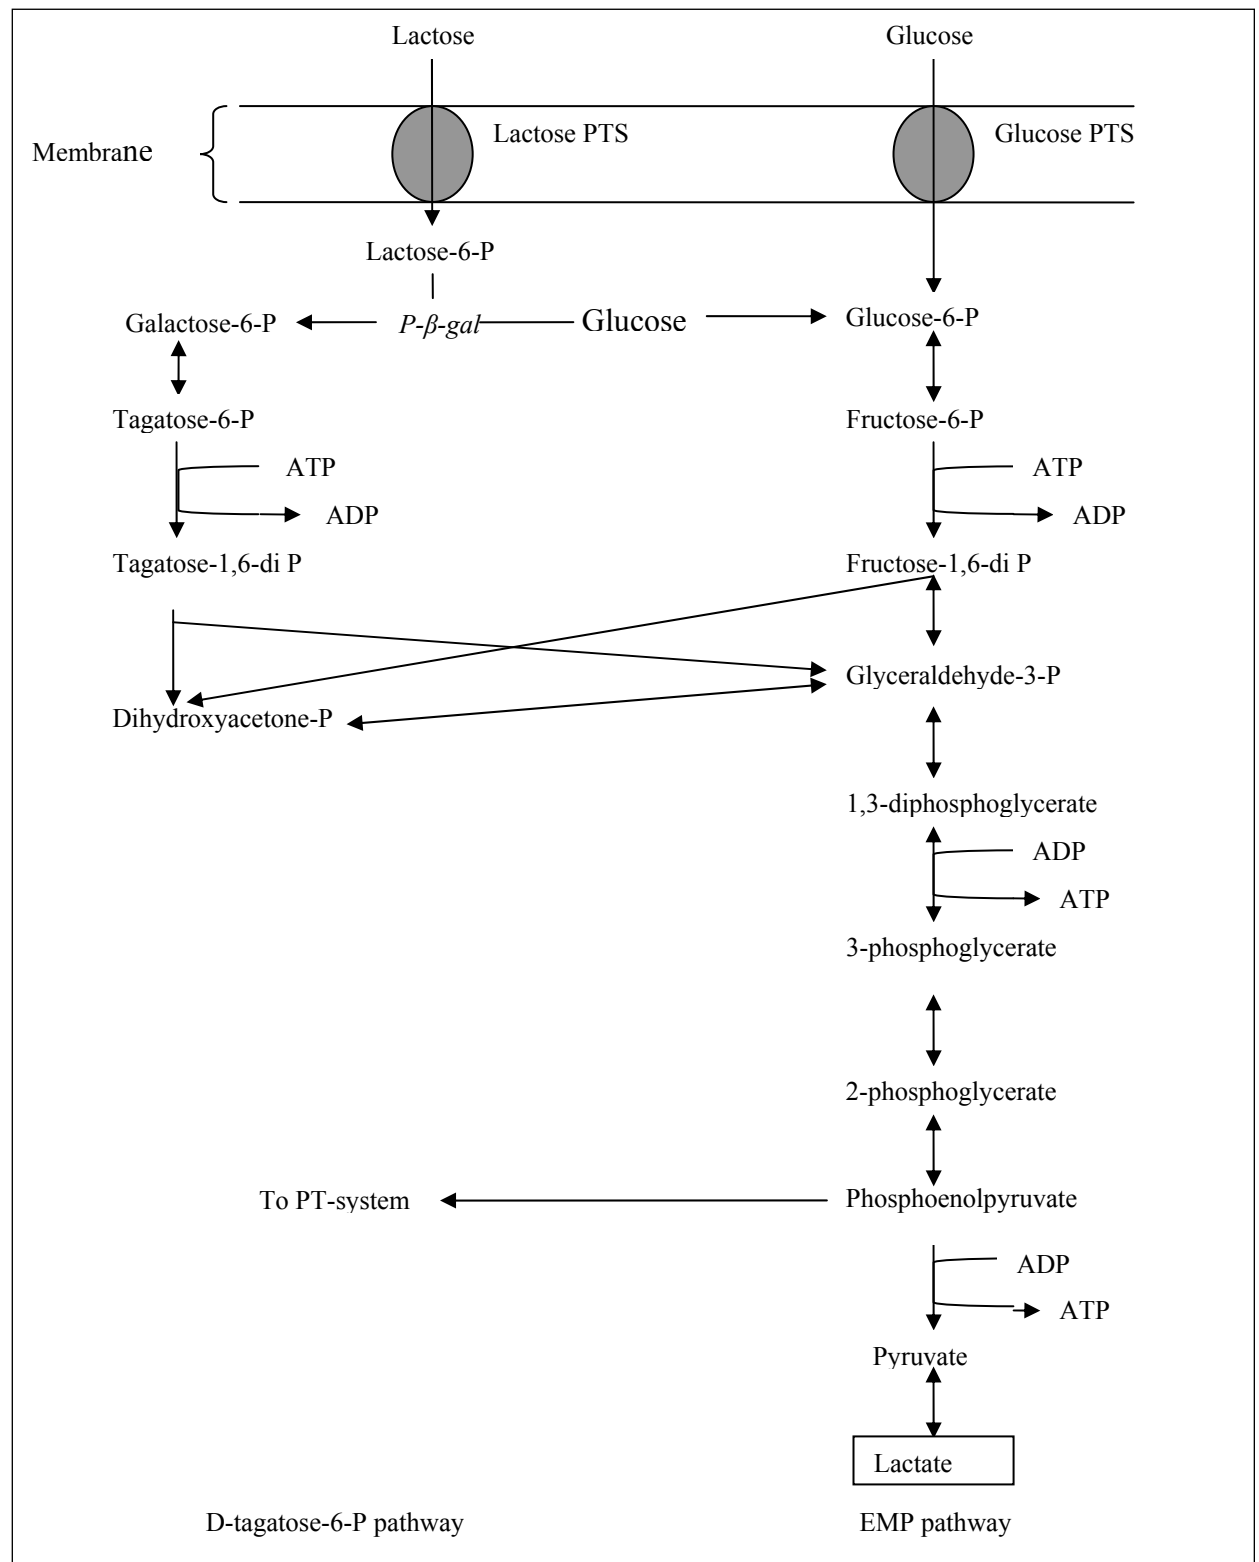 Lactose
Glucose
Lactose PTS
Glucose PTS
Membrane
Lactose-6-P
Galactose-6-P
P-β-gal
Glucose
Glucose-6-P
Tagatose-6-P
Fructose-6-P
ATP
ATP
ADP
ADP
Tagatose-1,6-di P
Fructose-1,6-di P
Glyceraldehyde-3-P
Dihydroxyacetone-P
1,3-diphosphoglycerate
ADP
ATP
3-phosphoglycerate
2-phosphoglycerate
To PT-system
Phosphoenolpyruvate
ADP
ATP
Pyruvate
Lactate
D-tagatose-6-P pathway
EMP pathway